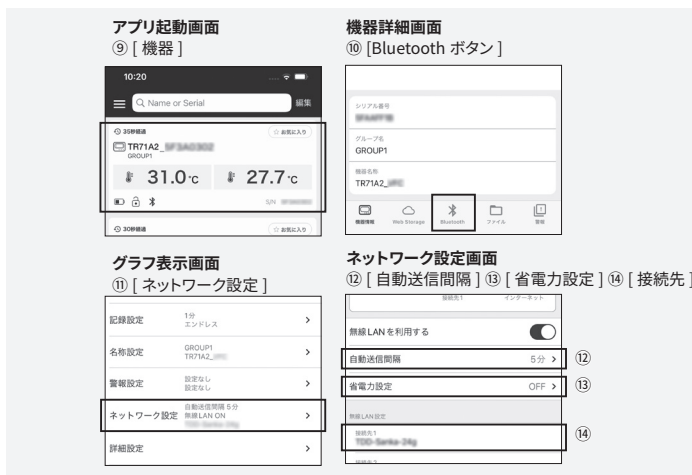 アプリ起動画面
⑨ [ 機器 ]
10:20
Name or Serial
編集
35秒経過
お気に入り
TR71A2_
GROUP1
31.0 ℃
27.7 ℃
S/N
30秒経過
お気に入り
機器詳細画面
⑩ [Bluetooth ボタン ]
シリアル番号
グループ名
GROUP1
機器名称
TR71A2_
機器情報
Web Storage
Bluetooth
ファイル
警報
グラフ表示画面
⑪ [ ネットワーク設定 ]
記録設定
1分
エンドレス
名称設定
GROUP1
TR71A2_
警報設定
設定なし
設定なし
ネットワーク設定
自動送信間隔 5分
無線LAN ON
詳細設定
ネットワーク設定画面
⑫ [ 自動送信間隔 ] ⑬ [ 省電力設定 ] ⑭ [ 接続先 ]
接続先1 インターネット
無線 LAN を利用する
自動送信間隔 5分 ⑫
省電力設定 OFF ⑬
無線LAN設定
接続先1 ⑭